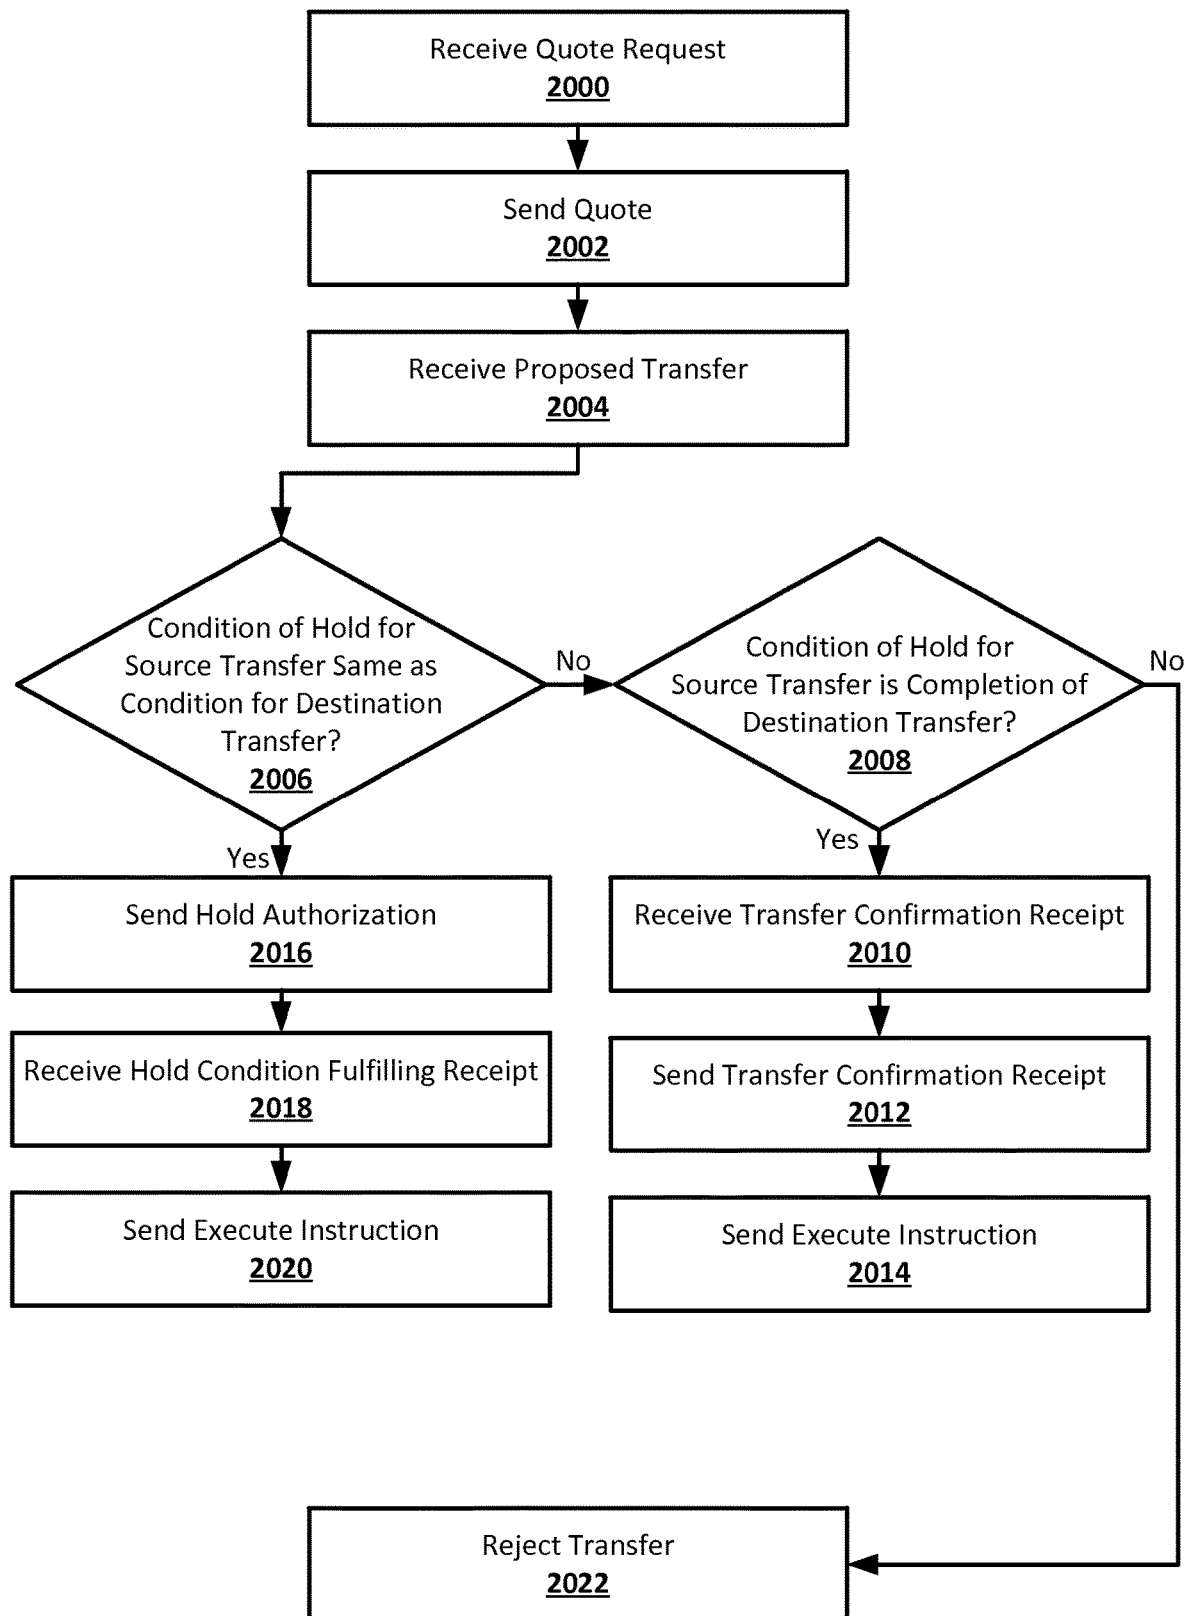 Receive Quote Request
2000
Send Quote
2002
Receive Proposed Transfer
2004
Condition of Hold for
Source Transfer Same as
Condition for Destination
Transfer?
2006
No
Condition of Hold for
Source Transfer is Completion of
Destination Transfer?
2008
No
Yes
Yes
Send Hold Authorization
2016
Receive Transfer Confirmation Receipt
2010
Receive Hold Condition Fulfilling Receipt
2018
Send Transfer Confirmation Receipt
2012
Send Execute Instruction
2020
Send Execute Instruction
2014
Reject Transfer
2022